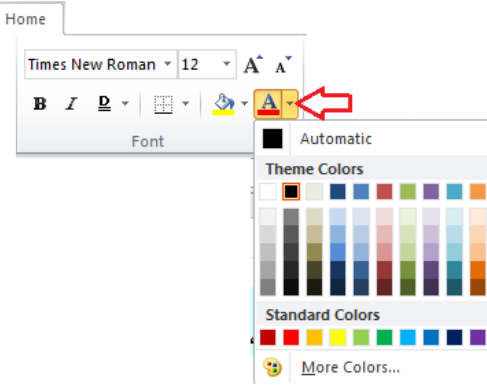 Home
Times New Roman 12 A A
B I D
A
Font
Automatic
Theme Colors
Standard Colors
More Colors...